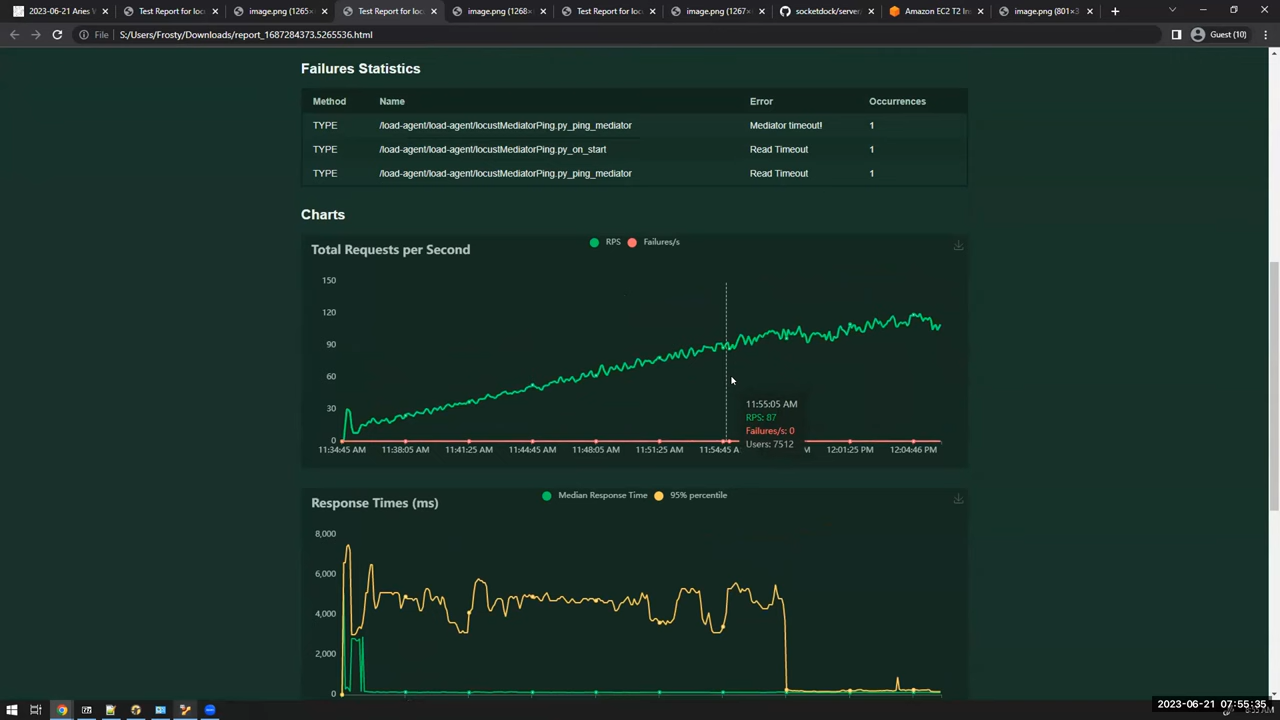 2023-06-21 Aries W
Test Report for loc
image.png (1265×
Test Report for loc
image.png (1268×
Test Report for loc
image.png (1267×
socketdock/server/
Amazon EC2 T2 In
image.png (801×3
File S:/Users/Frosty/Downloads/report_1687284373.5265536.html
Guest (10)
Failures Statistics
Method Name Error Occurrences
TYPE /load-agent/load-agent/locustMediatorPing.py_ping_mediator Mediator timeout! 1
TYPE /load-agent/load-agent/locustMediatorPing.py_on_start Read Timeout 1
TYPE /load-agent/load-agent/locustMediatorPing.py_ping_mediator Read Timeout 1
Charts
Total Requests per Second
RPS Failures/s
150
120
90
60
30
0
11:34:45 AM 11:38:05 AM 11:41:25 AM 11:44:45 AM 11:48:05 AM 11:51:25 AM 11:54:45 A M 12:01:25 PM 12:04:46 PM
11:55:05 AM
RPS: 87
Failures/s: 0
Users: 7512
Response Times (ms)
Median Response Time 95% percentile
8,000
6,000
4,000
2,000
0
2023-06-21 07:55:35